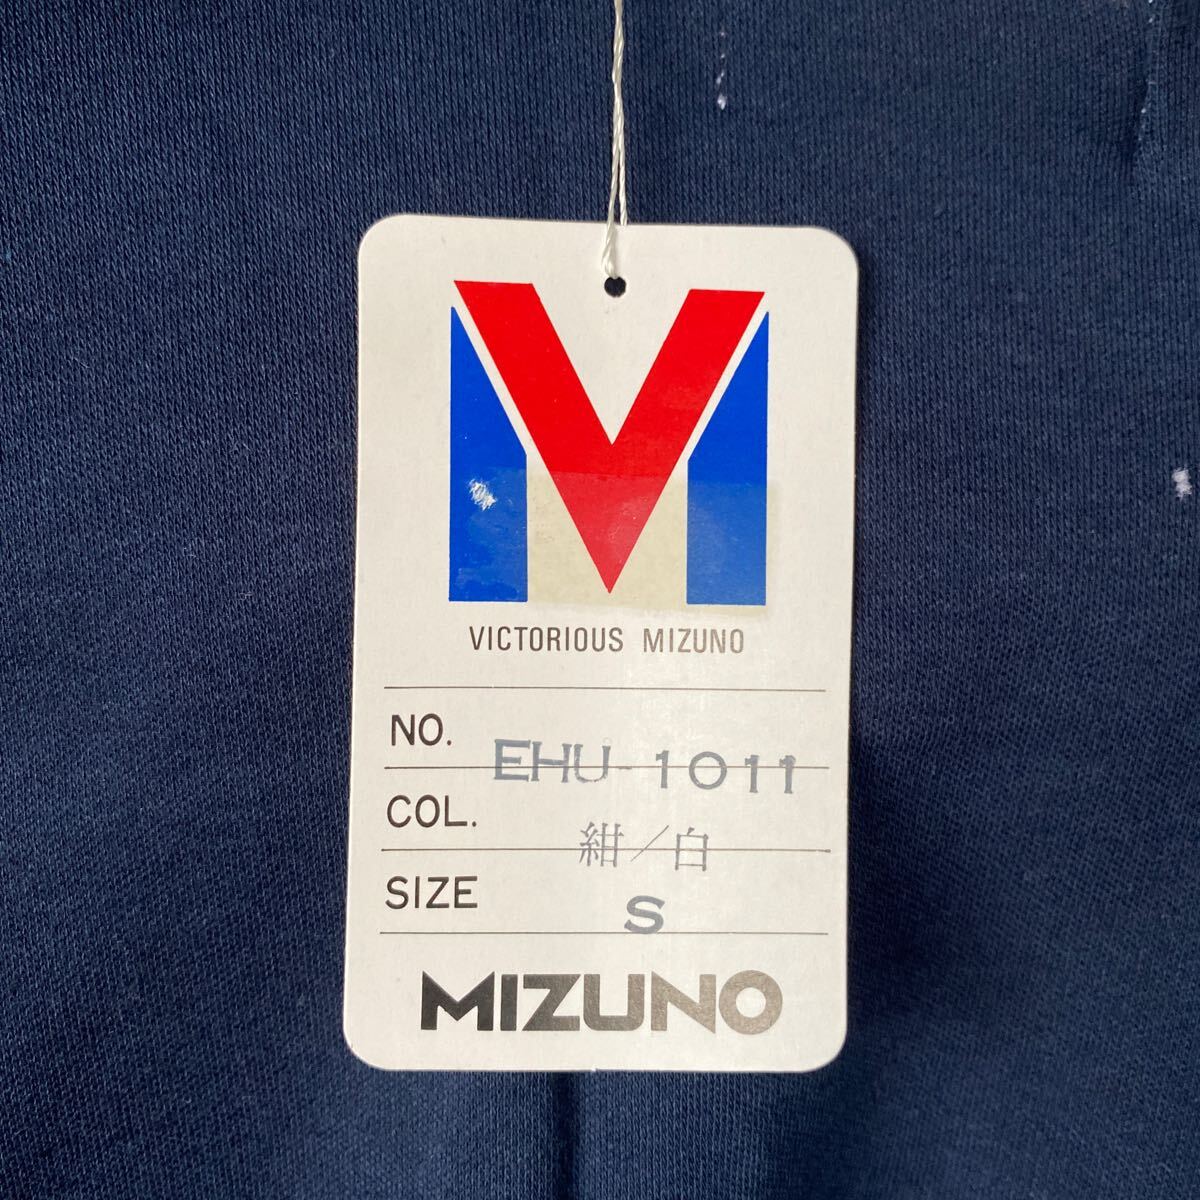 VICTORIOUS MIZUNO
NO. EHU-1011
COL. 紺/白
SIZE S
MIZUNO